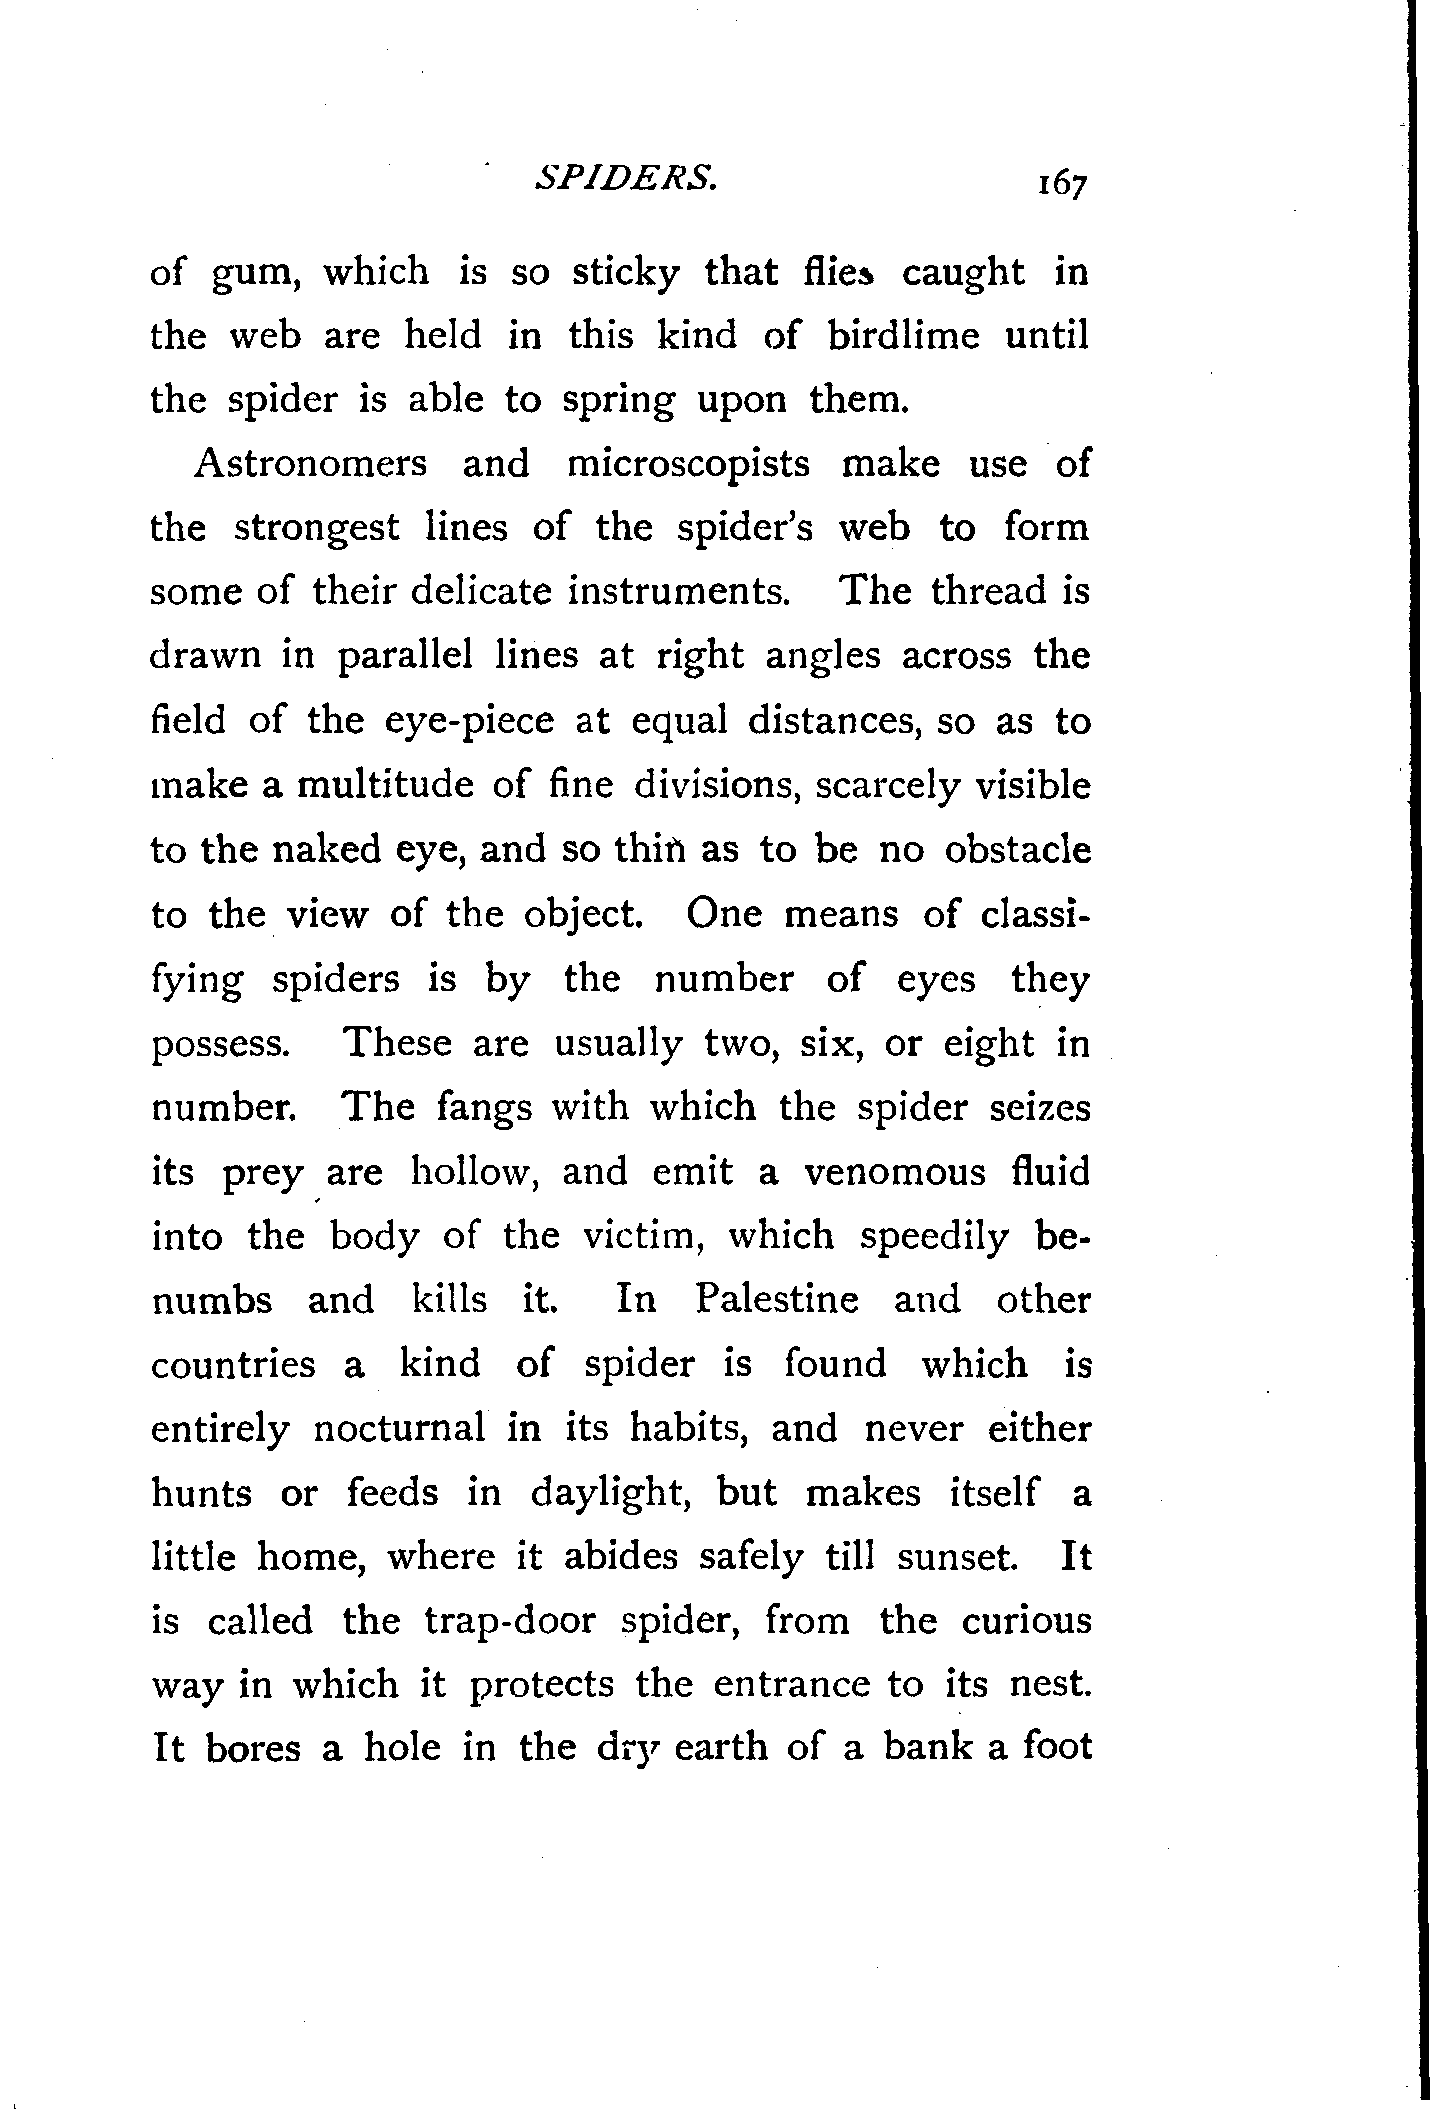 SPIDERS. 167
of gum, which is so sticky that flies caught in
the web are held in this kind of birdlime until
the spider is able to spring upon them.
Astronomers and microscopists make use of
the strongest lines of the spider's web to form
some of their delicate instruments. The thread is
drawn in parallel lines at right angles across the
field of the eye-piece at equal distances, so as to
make a multitude of fine divisions, scarcely visible
to the naked eye, and so thin as to be no obstacle
to the view of the object. One means of classi-
fying spiders is by the number of eyes they
possess. These are usually two, six, or eight in
number. The fangs with which the spider seizes
its prey are hollow, and emit a venomous fluid
into the body of the victim, which speedily be-
numbs and kills it. In Palestine and other
countries a kind of spider is found which is
entirely nocturnal in its habits, and never either
hunts or feeds in daylight, but makes itself a
little home, where it abides safely till sunset. It
is called the trap-door spider, from the curious
way in which it protects the entrance to its nest.
It bores a hole in the dry earth of a bank a foot